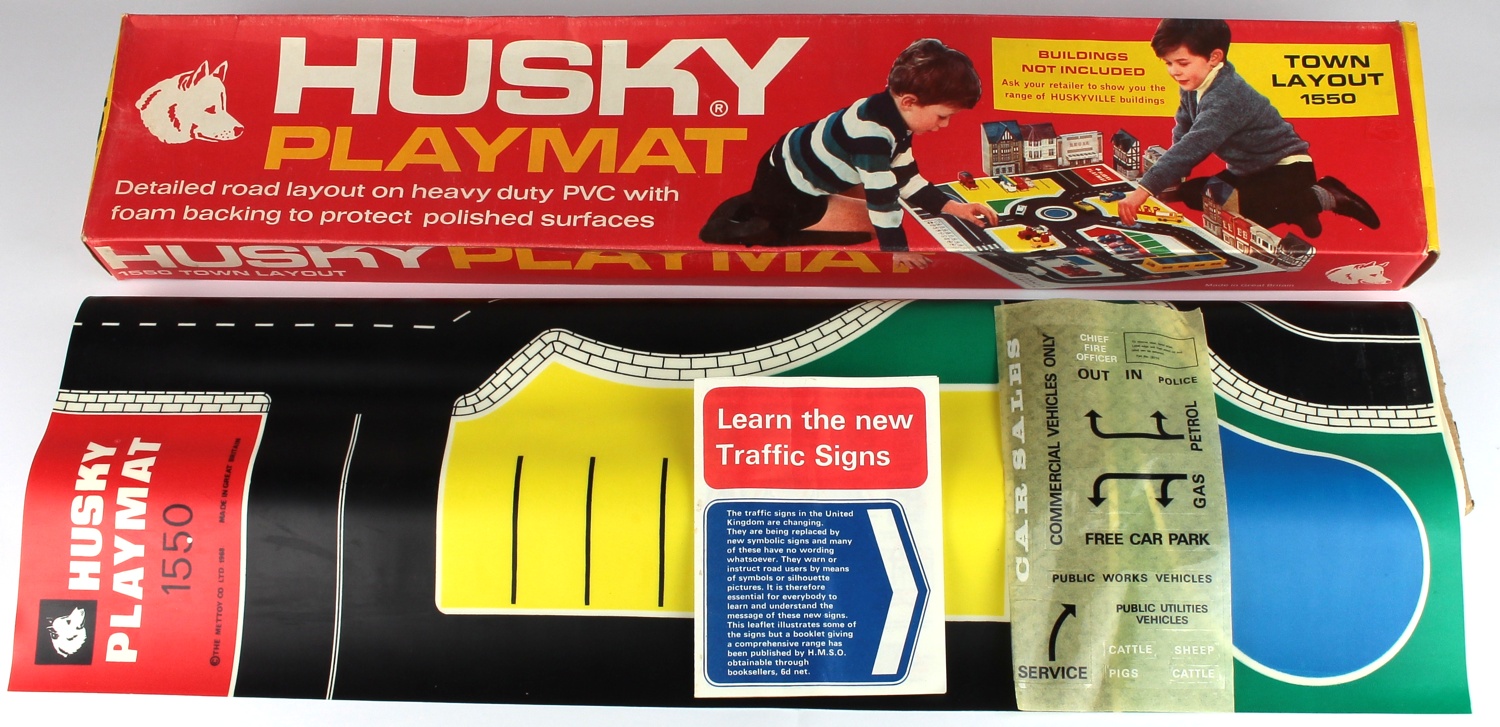 HUSKY
®
PLAYMAT
Detailed road layout on heavy duty PVC with
foam backing to protect polished surfaces
BUILDINGS
NOT INCLUDED
Ask your retailer to show you the
range of HUSKYVILLE buildings
TOWN
LAYOUT
1550
HUSKY PLAYMAT
1550 TOWN LAYOUT
Made in Great Britain
HUSKY
PLAYMAT
1550
©THE METTOY CO LTD 1968 MADE IN GREAT BRITAIN
Learn the new
Traffic Signs
The traffic signs in the United
Kingdom are changing.
They are being replaced by
new symbolic signs and many
of these have no wording
whatsoever. They warn or
instruct road users by means
of symbols or silhouette
pictures. It is therefore
essential for everybody to
learn and understand the
message of these new signs.
This leaflet illustrates some of
the signs but a booklet giving
a comprehensive range has
been published by H.M.S.O.
obtainable through
booksellers, 6d net.
CAR SALES
COMMERCIAL VEHICLES ONLY
CHIEF
FIRE
OFFICER
OUT IN POLICE
PETROL
GAS
FREE CAR PARK
PUBLIC WORKS VEHICLES
PUBLIC UTILITIES
VEHICLES
SERVICE
CATTLE SHEEP
PIGS CATTLE